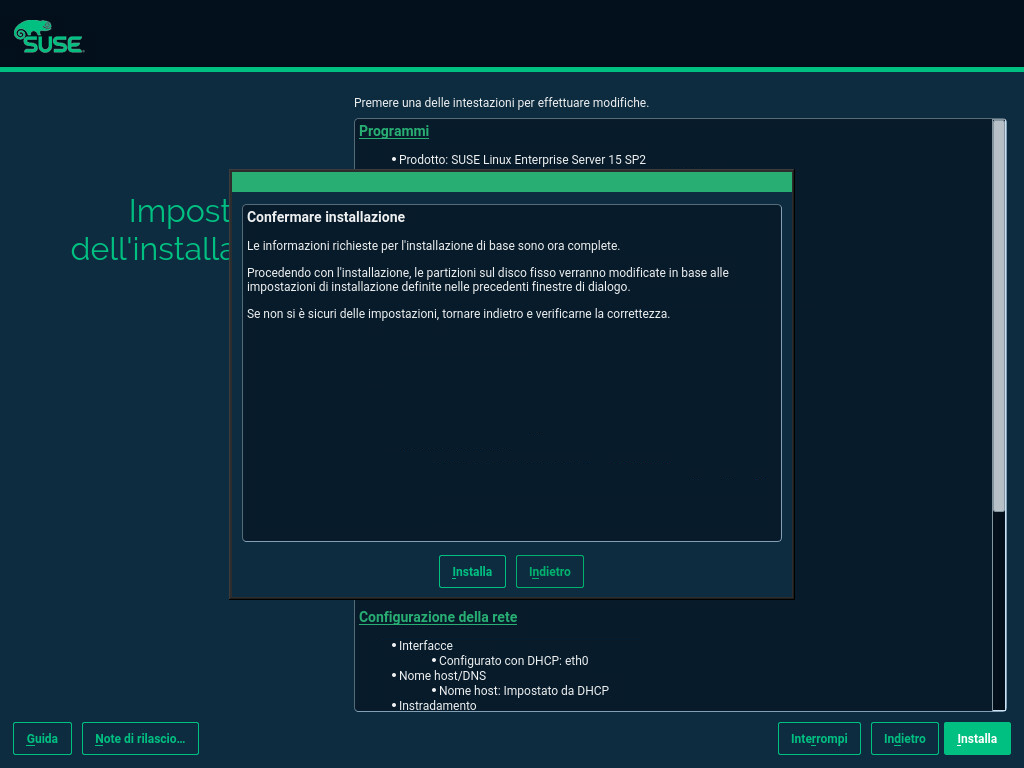 SUSE
Premere una delle intestazioni per effettuare modifiche.
Programmi
• Prodotto: SUSE Linux Enterprise Server 15 SP2
Impost
dell'installa
Confermare installazione
Le informazioni richieste per l'installazione di base sono ora complete.
Procedendo con l'installazione, le partizioni sul disco fisso verranno modificate in base alle
impostazioni di installazione definite nelle precedenti finestre di dialogo.
Se non si è sicuri delle impostazioni, tornare indietro e verificarne la correttezza.
Installa Indietro
Configurazione della rete
• Interfacce
• Configurato con DHCP: eth0
• Nome host/DNS
• Nome host: Impostato da DHCP
• Instradamento
Guida Note di rilascio... Interrompi Indietro Installa